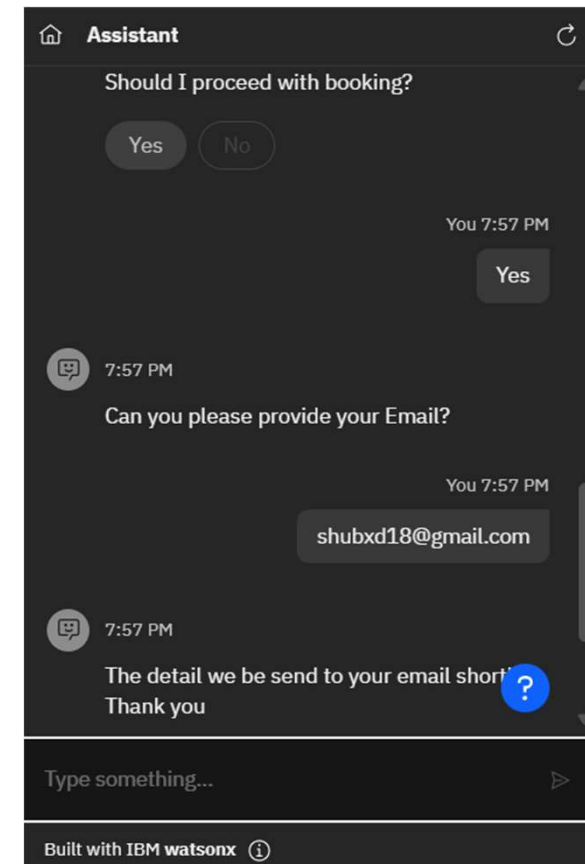 Assistant
Should I proceed with booking?
Yes No
You 7:57 PM
Yes
7:57 PM
Can you please provide your Email?
You 7:57 PM
shubxd18@gmail.com
7:57 PM
The detail we be send to your email
?
Thank you
Type something...
Built with IBM watsonx